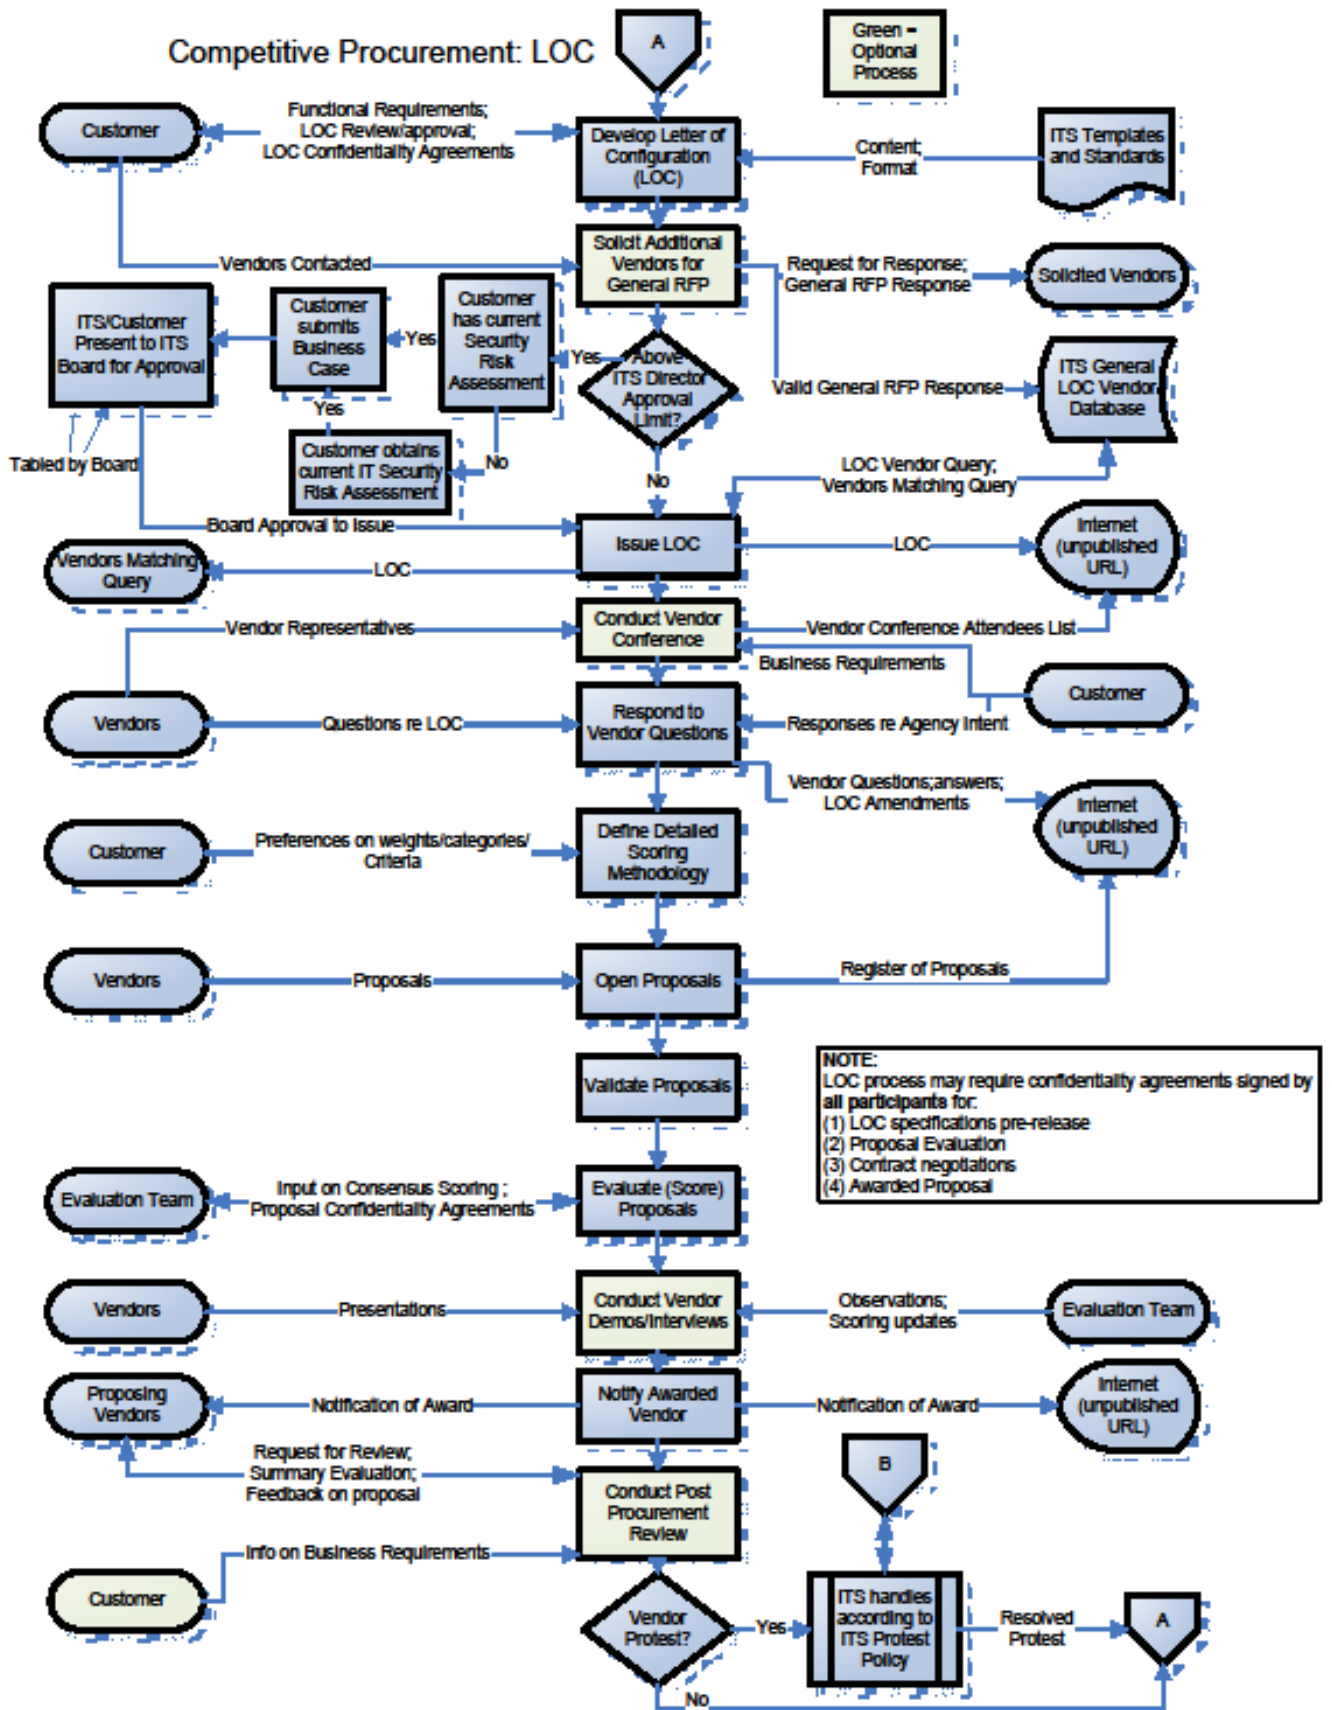 Competitive Procurement: LOC
A
Green =
Optional
Process
Customer
Functional Requirements;
LOC Review/approval;
LOC Confidentiality Agreements
Develop Letter of
Configuration
(LOC)
Content;
Format
ITS Templates
and Standards
Vendors Contacted
Solicit Additional
Vendors for
General RFP
Request for Response;
General RFP Response
Solicited Vendors
ITS/Customer
Present to ITS
Board for Approval
Customer
submits
Business
Case
Yes
Customer
has current
Security
Risk
Assessment
Yes
Above
ITS Director
Approval
Limit?
Valid General RFP Response
ITS General
LOC Vendor
Database
Yes
Tabled by Board
Customer obtains
current IT Security
Risk Assessment
No
No
LOC Vendor Query;
Vendors Matching Query
Board Approval to Issue
Issue LOC
LOC
Internet
(unpublished
URL)
Vendors Matching
Query
LOC
Vendor Representatives
Conduct Vendor
Conference
Vendor Conference Attendees List
Business Requirements
Customer
Vendors
Questions re LOC
Respond to
Vendor Questions
Responses re Agency Intent
Vendor Questions;answers;
LOC Amendments
Internet
(unpublished
URL)
Customer
Preferences on weights/categories/
Criteria
Define Detailed
Scoring
Methodology
Vendors
Proposals
Open Proposals
Register of Proposals
Validate Proposals
NOTE:
LOC process may require confidentiality agreements signed by
all participants for:
(1) LOC specifications pre-release
(2) Proposal Evaluation
(3) Contract negotiations
(4) Awarded Proposal
Evaluation Team
Input on Consensus Scoring ;
Proposal Confidentiality Agreements
Evaluate (Score)
Proposals
Vendors
Presentations
Conduct Vendor
Demos/Interviews
Observations;
Scoring updates
Evaluation Team
Proposing
Vendors
Notification of Award
Notify Awarded
Vendor
Notification of Award
Internet
(unpublished
URL)
Request for Review;
Summary Evaluation;
Feedback on proposal
Conduct Post
Procurement
Review
B
Info on Business Requirements
Customer
Vendor
Protest?
Yes
ITS handles
according to
ITS Protest
Policy
Resolved
Protest
A
No